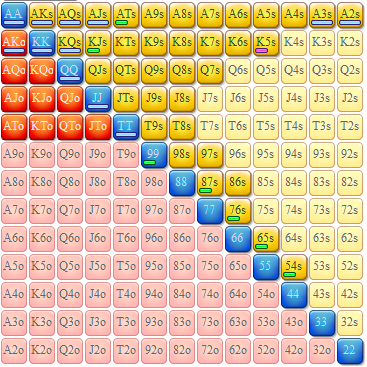 AA AKs AQs AJs ATs A9s A8s A7s A6s A5s A4s A3s A2s
AKo KK KQs KJs KTs K9s K8s K7s K6s K5s K4s K3s K2s
AQo KQo QQ QJs QTs Q9s Q8s Q7s Q6s Q5s Q4s Q3s Q2s
AJo KJo QJo JJ JTs J9s J8s J7s J6s J5s J4s J3s J2s
ATo KTo QTo JTo TT T9s T8s T7s T6s T5s T4s T3s T2s
A9o K9o Q9o J9o T9o 99 98s 97s 96s 95s 94s 93s 92s
A8o K8o Q8o J8o T8o 98o 88 87s 86s 85s 84s 83s 82s
A7o K7o Q7o J7o T7o 97o 87o 77 76s 75s 74s 73s 72s
A6o K6o Q6o J6o T6o 96o 86o 76o 66 65s 64s 63s 62s
A5o K5o Q5o J5o T5o 95o 85o 75o 65o 55 54s 53s 52s
A4o K4o Q4o J4o T4o 94o 84o 74o 64o 54o 44 43s 42s
A3o K3o Q3o J3o T3o 93o 83o 73o 63o 53o 43o 33 32s
A2o K2o Q2o J2o T2o 92o 82o 72o 62o 52o 42o 32o 22